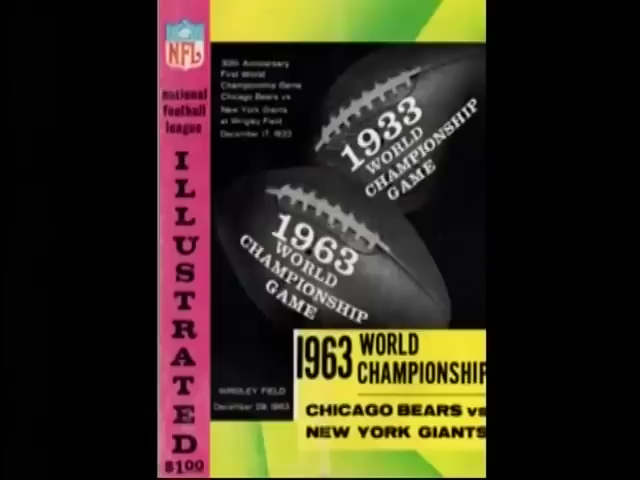 NFL
national
football
league
ILLUSTRATED
$1.00
30th Anniversary
First World
Championship Game
Chicago Bears vs
New York Giants
at Wrigley Field
December 17, 1933
1933
WORLD
CHAMPIONSHIP
GAME
1963
WORLD
CHAMPIONSHIP
GAME
WRIGLEY FIELD
December 29, 1963
1963 WORLD
CHAMPIONSHIP
CHICAGO BEARS vs
NEW YORK GIANTS